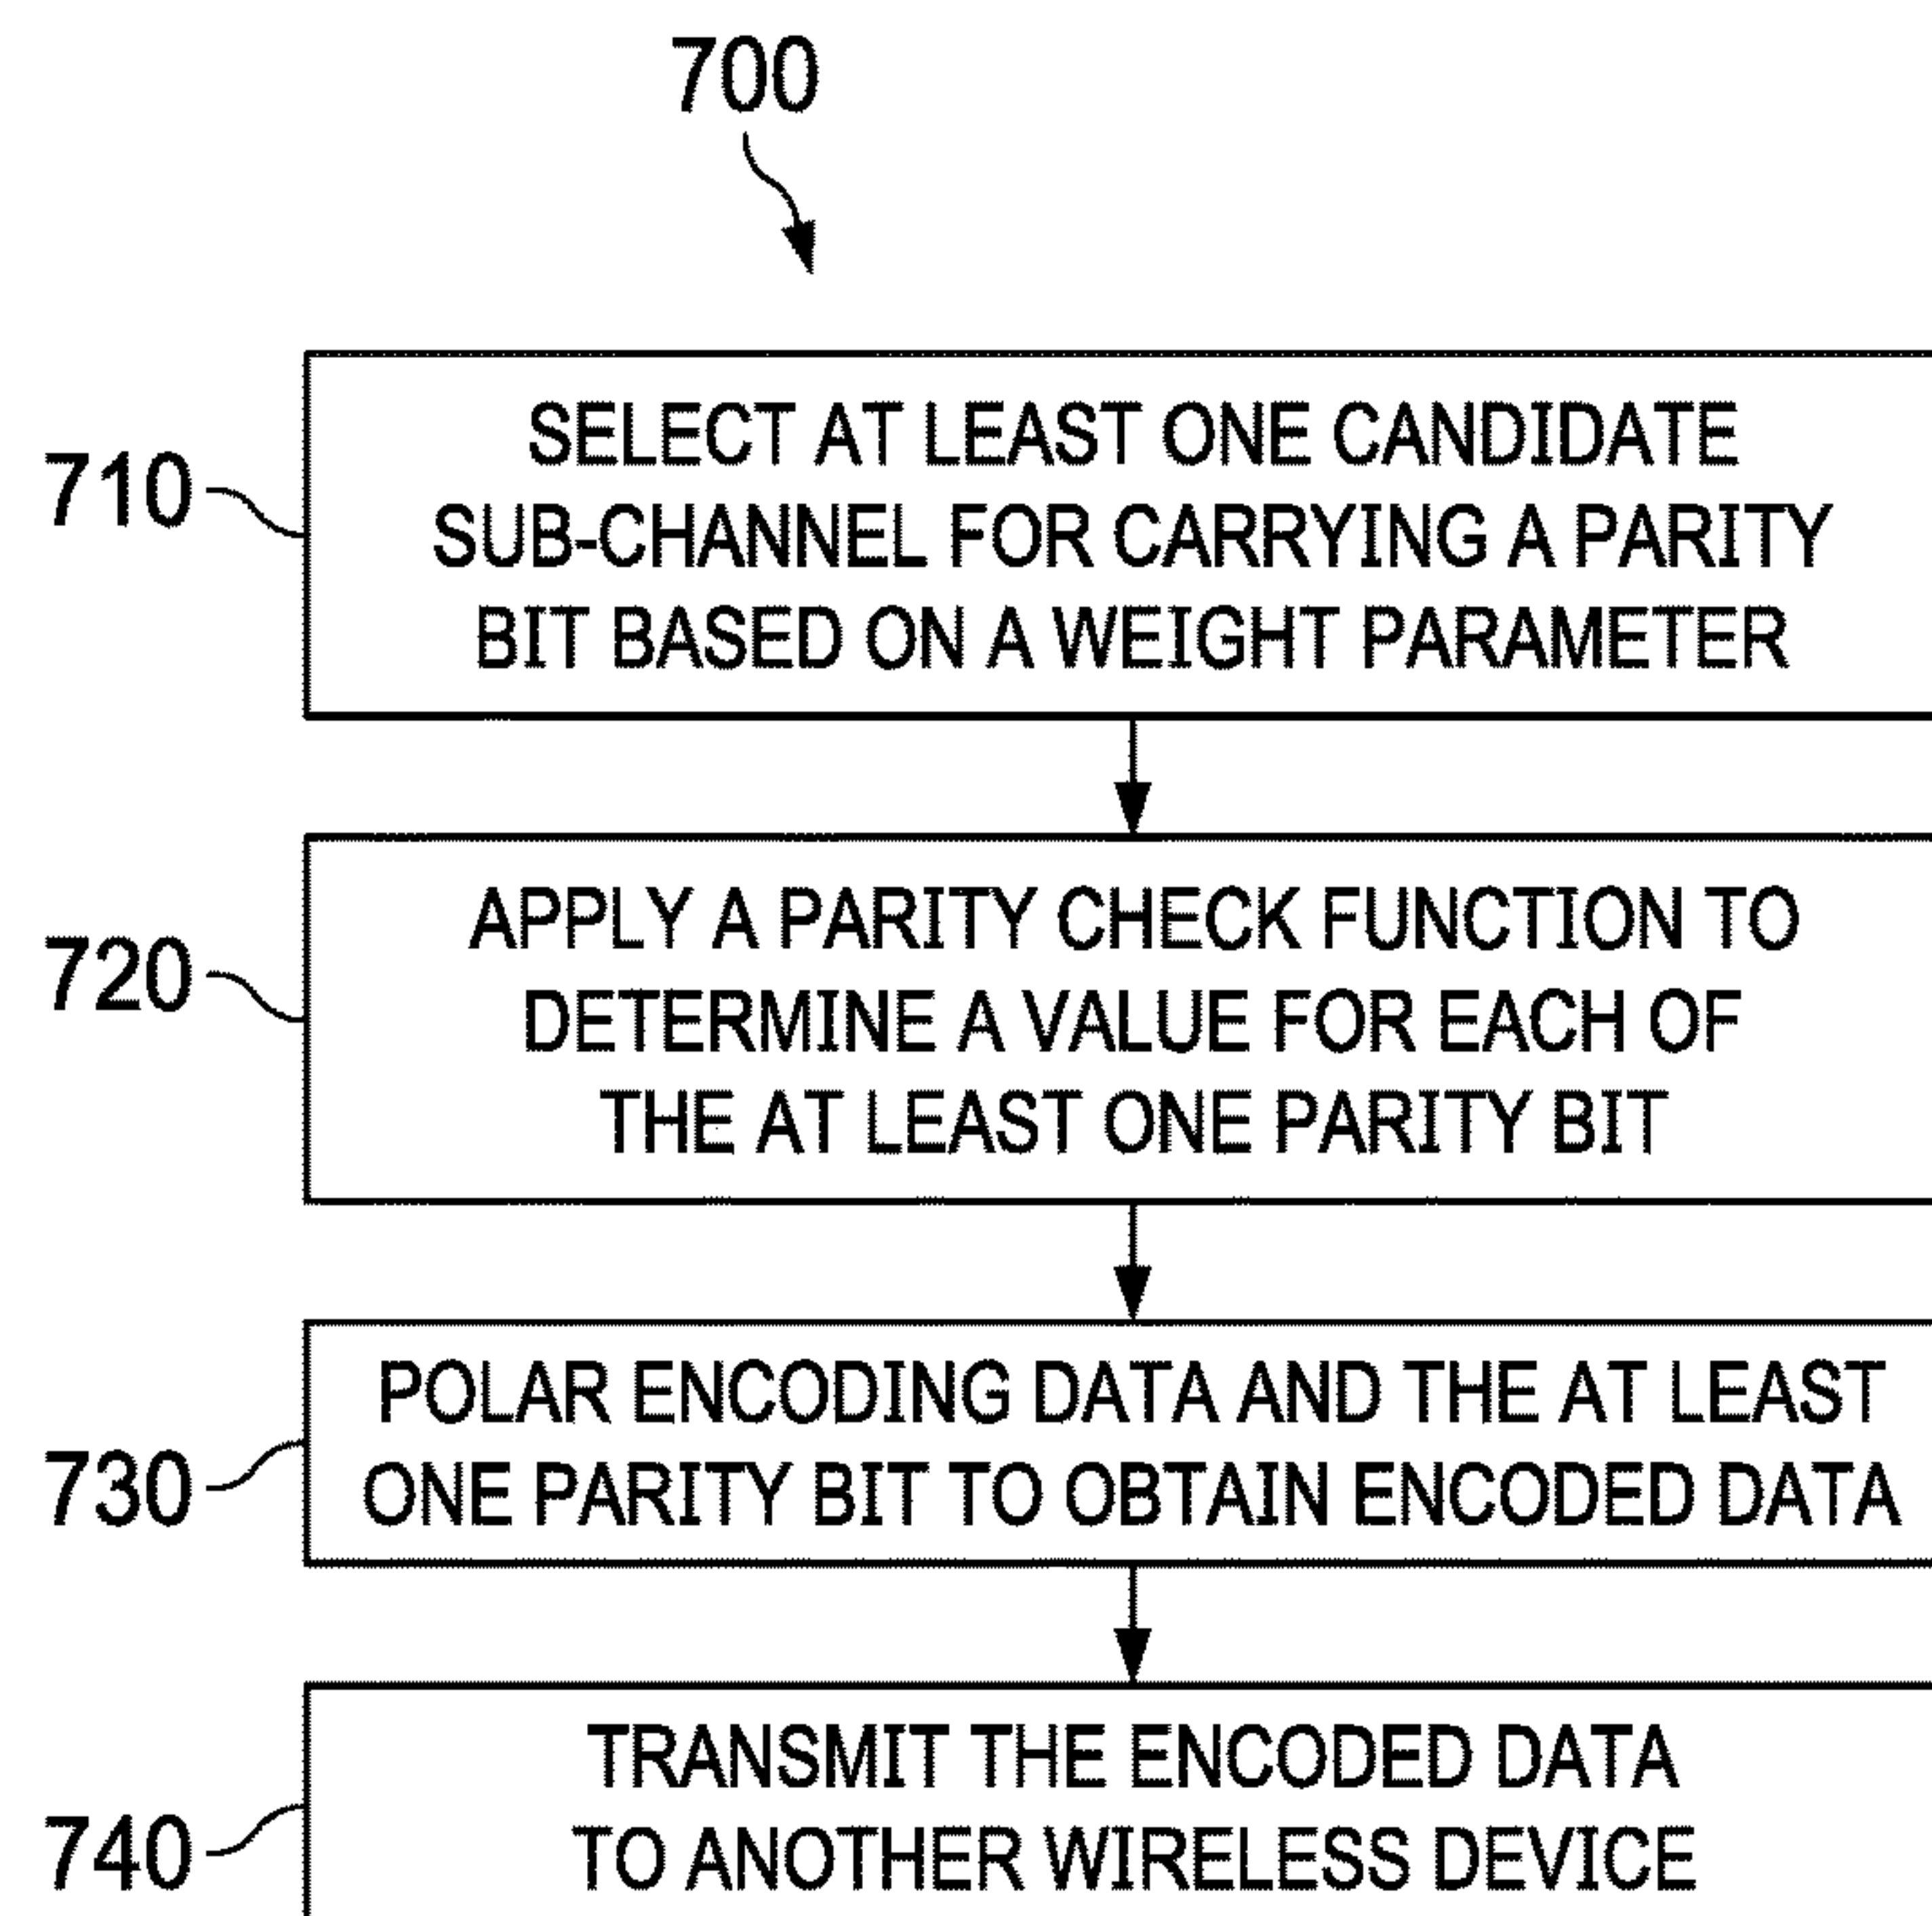 700
710
SELECT AT LEAST ONE CANDIDATE
SUB-CHANNEL FOR CARRYING A PARITY
BIT BASED ON A WEIGHT PARAMETER
720
APPLY A PARITY CHECK FUNCTION TO
DETERMINE A VALUE FOR EACH OF
THE AT LEAST ONE PARITY BIT
730
POLAR ENCODING DATA AND THE AT LEAST
ONE PARITY BIT TO OBTAIN ENCODED DATA
740
TRANSMIT THE ENCODED DATA
TO ANOTHER WIRELESS DEVICE